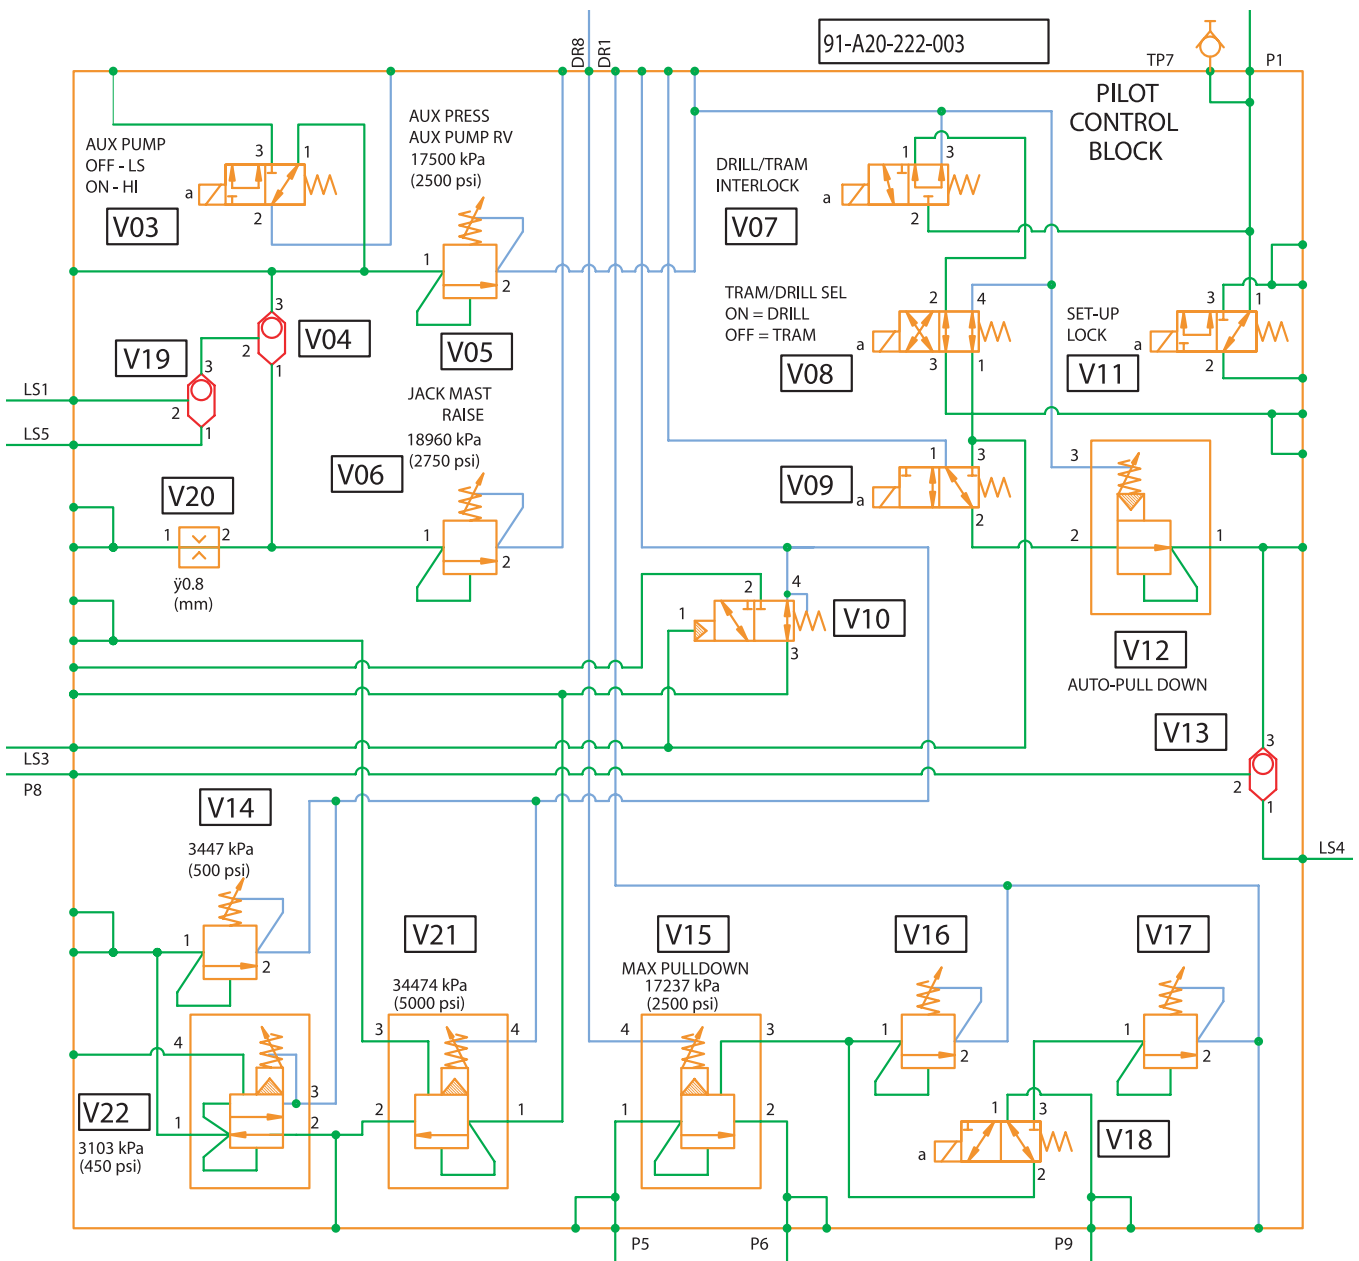 DR8
DR1
91-A20-222-003
TP7
P1
PILOT
CONTROL
BLOCK
AUX PUMP
OFF - LS
ON - HI
3
1
a
2
V03
AUX PRESS
AUX PUMP RV
17500 kPa
(2500 psi)
1
2
V05
DRILL/TRAM
INTERLOCK
1
3
a
2
V07
TRAM/DRILL SEL
ON = DRILL
OFF = TRAM
2
4
a
3
1
V08
SET-UP
LOCK
3
1
a
2
V11
3
2
1
V04
V19
3
2
1
LS1
LS5
JACK MAST
RAISE
18960 kPa
(2750 psi)
V06
1
2
V20
1
2
ÿ0.8
(mm)
V09
1
3
a
2
3
2
1
V12
AUTO-PULL DOWN
2
4
1
3
V10
V13
3
2
1
LS3
P8
LS4
V14
3447 kPa
(500 psi)
1
2
V21
34474 kPa
(5000 psi)
3
4
2
1
V15
MAX PULLDOWN
17237 kPa
(2500 psi)
4
3
1
2
V16
1
2
V17
1
2
4
3
1
2
V22
3103 kPa
(450 psi)
1
3
a
2
V18
P5
P6
P9